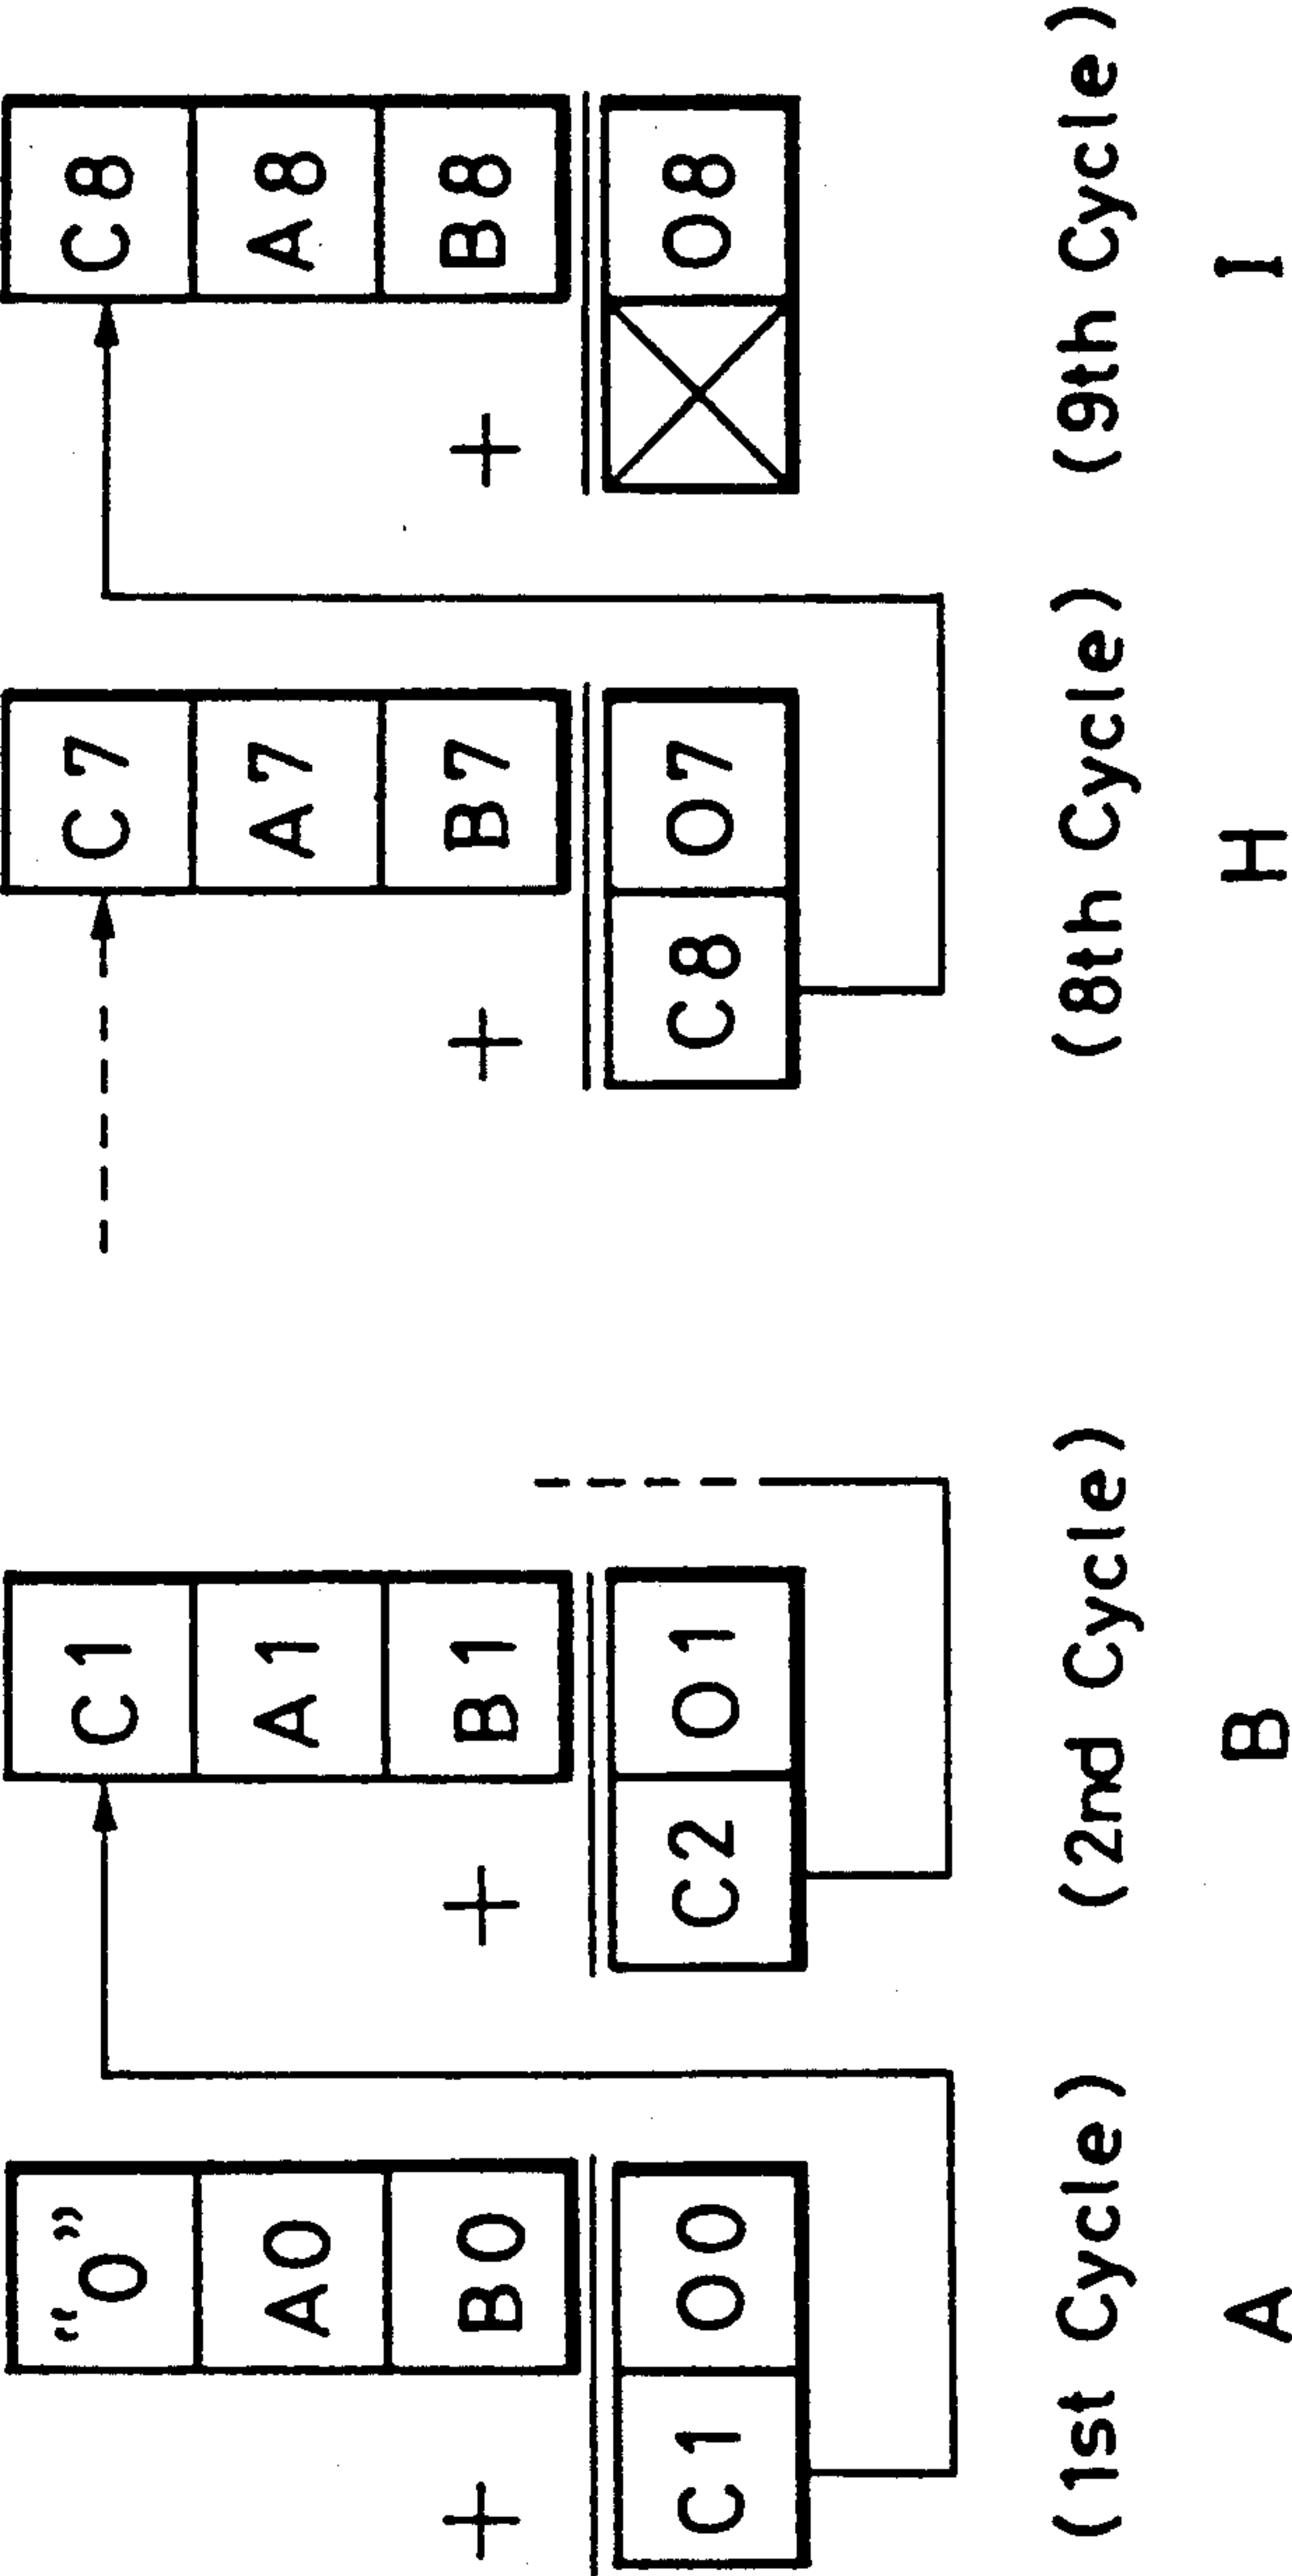 “0” C1 C7 C8
A0 A1 A7 A8
+ B0 + B1 + B7 + B8
C1 O0 C2 O1 C8 O7 O8
(1st Cycle) (2nd Cycle) (8th Cycle) (9th Cycle)
A B H I